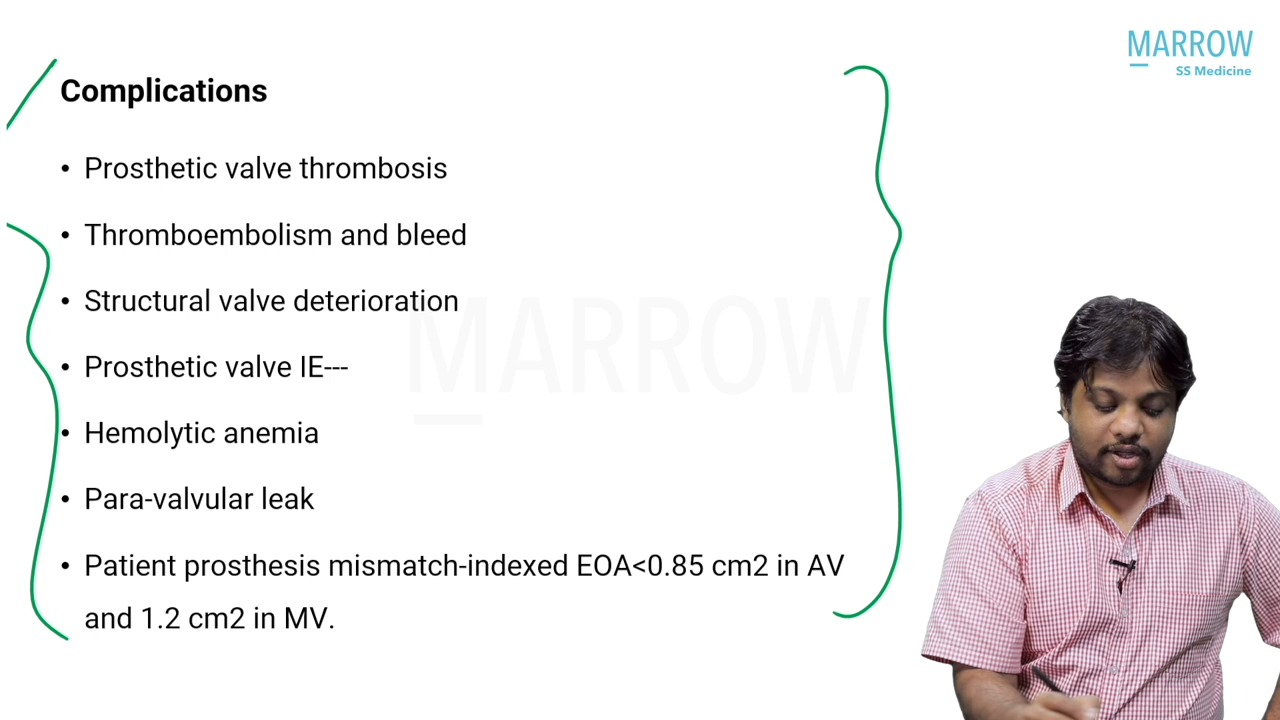 MARROW
SS Medicine
Complications
• Prosthetic valve thrombosis
• Thromboembolism and bleed
• Structural valve deterioration
• Prosthetic valve IE---
• Hemolytic anemia
• Para-valvular leak
• Patient prosthesis mismatch-indexed EOA<0.85 cm2 in AV
and 1.2 cm2 in MV.
MARROW